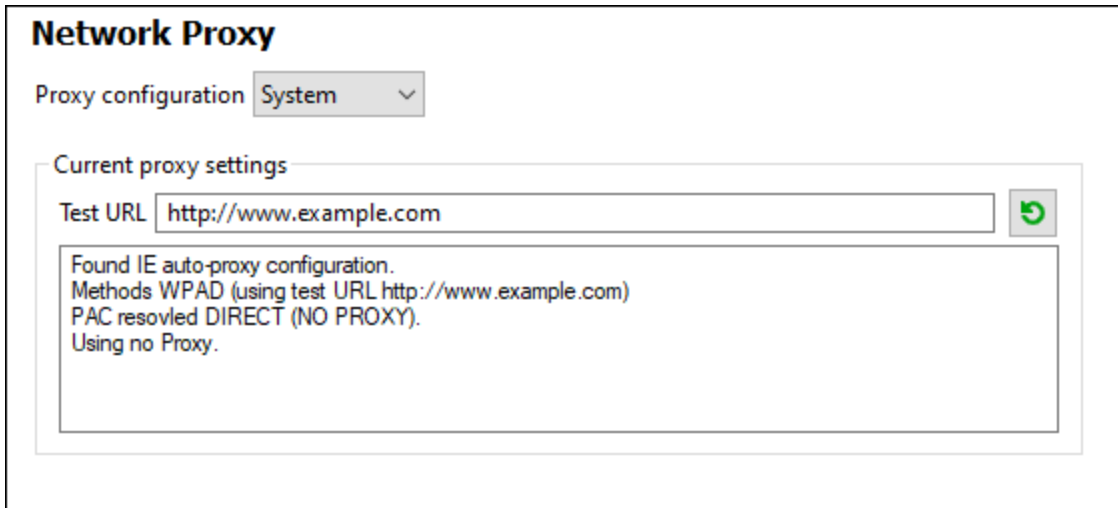 Network Proxy
Proxy configuration System
Current proxy settings
Test URL http://www.example.com
Found IE auto-proxy configuration.
Methods WPAD (using test URL http://www.example.com)
PAC resovled DIRECT (NO PROXY).
Using no Proxy.